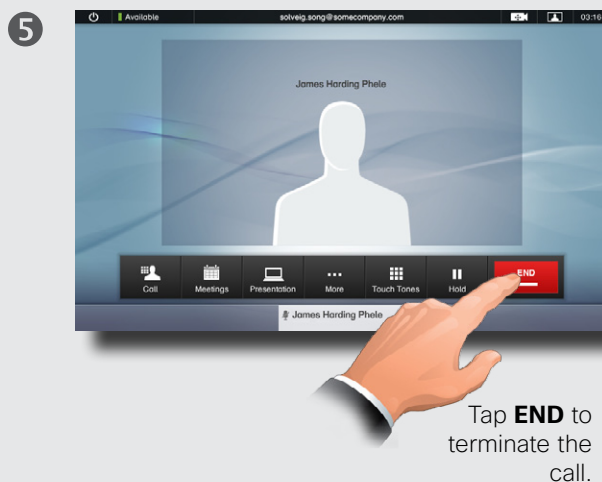 5
Available solveig.song@somecompany.com 03:16
James Harding Phele
Call Meetings Presentation More Touch Tones Hold END
James Harding Phele
Tap END to
terminate the
call.